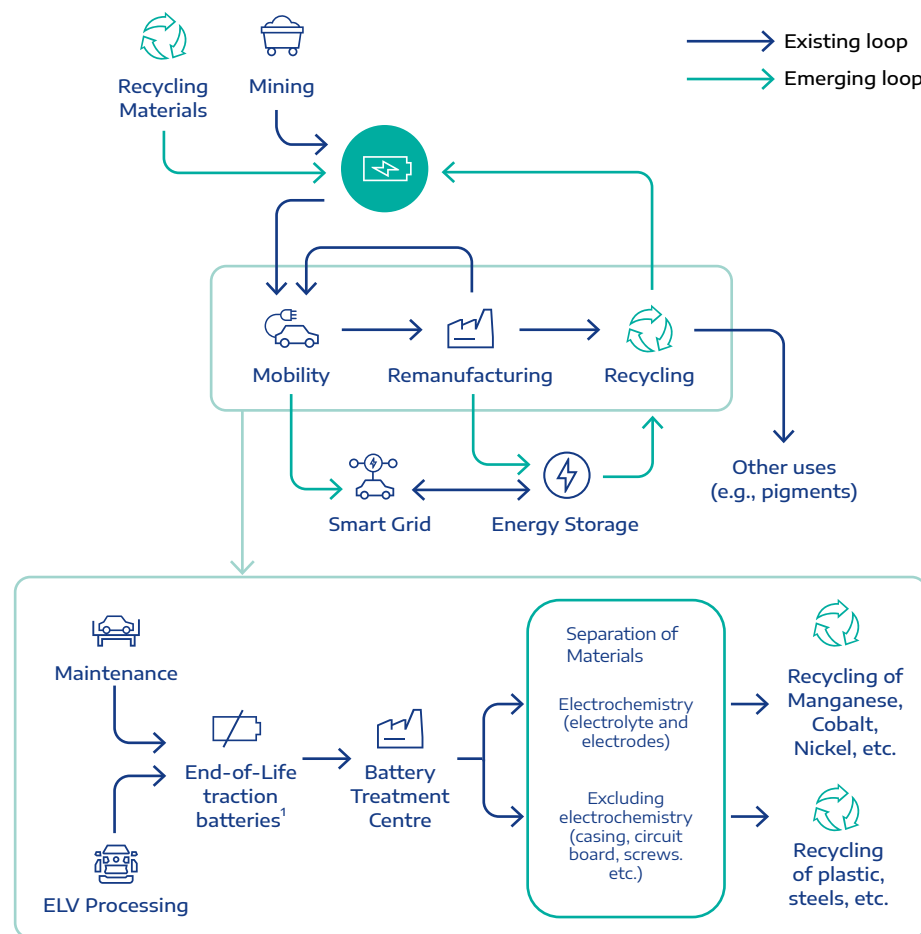 Existing loop
Emerging loop
Recycling
Materials
Mining
Mobility
Remanufacturing
Recycling
Smart Grid
Energy Storage
Other uses
(e.g., pigments)
Maintenance
ELV Processing
End-of-Life
traction
batteries¹
Battery
Treatment
Centre
Separation of
Materials
Electrochemistry
(electrolyte and
electrodes)
Excluding
electrochemistry
(casing, circuit
board, screws.
etc.)
Recycling of
Manganese,
Cobalt,
Nickel, etc.
Recycling
of plastic,
steels, etc.